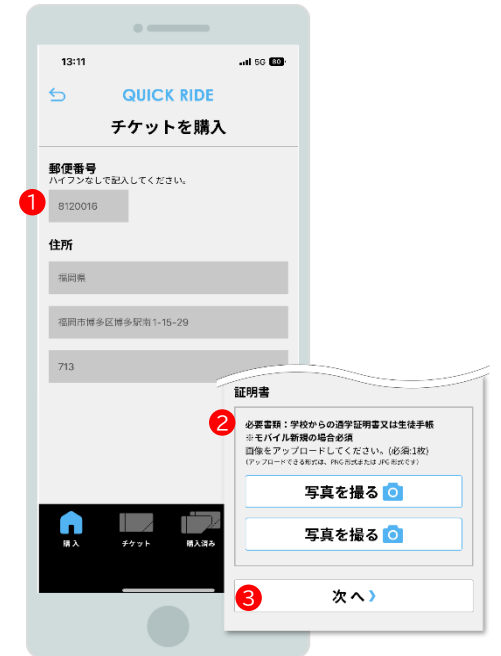 13:11
5G 80
QUICK RIDE
チケットを購入
郵便番号
ハイフンなしで記入してください。
1
8120016
住所
福岡県
福岡市博多区博多駅南1-15-29
713
証明書
2
必要書類：学校からの通学証明書又は生徒手帳
※モバイル新規の場合必須
画像をアップロードしてください。(必須:1枚)
(アップロードできる形式は、PNG形式または JPG 形式です)
写真を撮る
写真を撮る
購入
チケット
購入済み
3
次へ